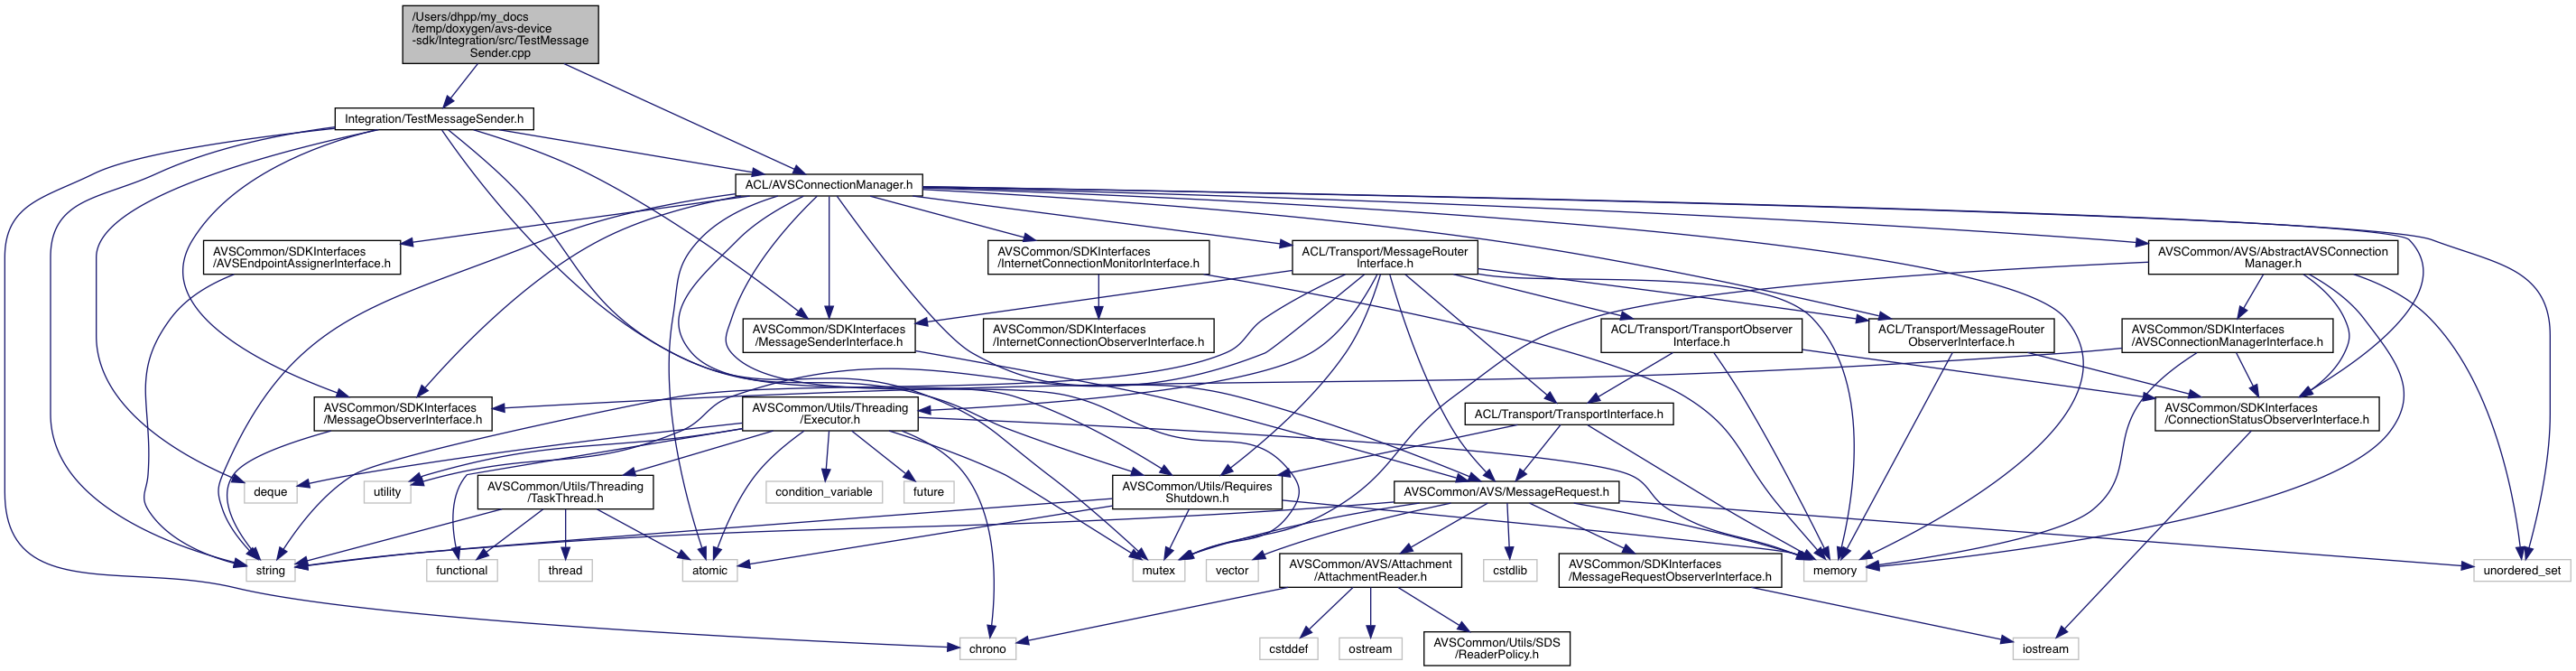 /Users/dhpp/my_docs
/temp/doxygen/avs-device
-sdk/Integration/src/TestMessage
Sender.cpp
Integration/TestMessageSender.h
ACL/AVSConnectionManager.h
AVSCommon/SDKInterfaces
/AVSEndpointAssignerInterface.h
AVSCommon/SDKInterfaces
/InternetConnectionMonitorInterface.h
ACL/Transport/MessageRouter
Interface.h
AVSCommon/AVS/AbstractAVSConnection
Manager.h
AVSCommon/SDKInterfaces
/MessageSenderInterface.h
AVSCommon/SDKInterfaces
/InternetConnectionObserverInterface.h
ACL/Transport/TransportObserver
Interface.h
ACL/Transport/MessageRouter
ObserverInterface.h
AVSCommon/SDKInterfaces
/AVSConnectionManagerInterface.h
AVSCommon/SDKInterfaces
/MessageObserverInterface.h
AVSCommon/Utils/Threading
/Executor.h
ACL/Transport/TransportInterface.h
AVSCommon/SDKInterfaces
/ConnectionStatusObserverInterface.h
deque
utility
AVSCommon/Utils/Threading
/TaskThread.h
condition_variable
future
AVSCommon/Utils/Requires
Shutdown.h
AVSCommon/AVS/MessageRequest.h
string
functional
thread
atomic
mutex
vector
AVSCommon/AVS/Attachment
/AttachmentReader.h
cstdlib
AVSCommon/SDKInterfaces
/MessageRequestObserverInterface.h
memory
unordered_set
chrono
cstddef
ostream
AVSCommon/Utils/SDS
/ReaderPolicy.h
iostream